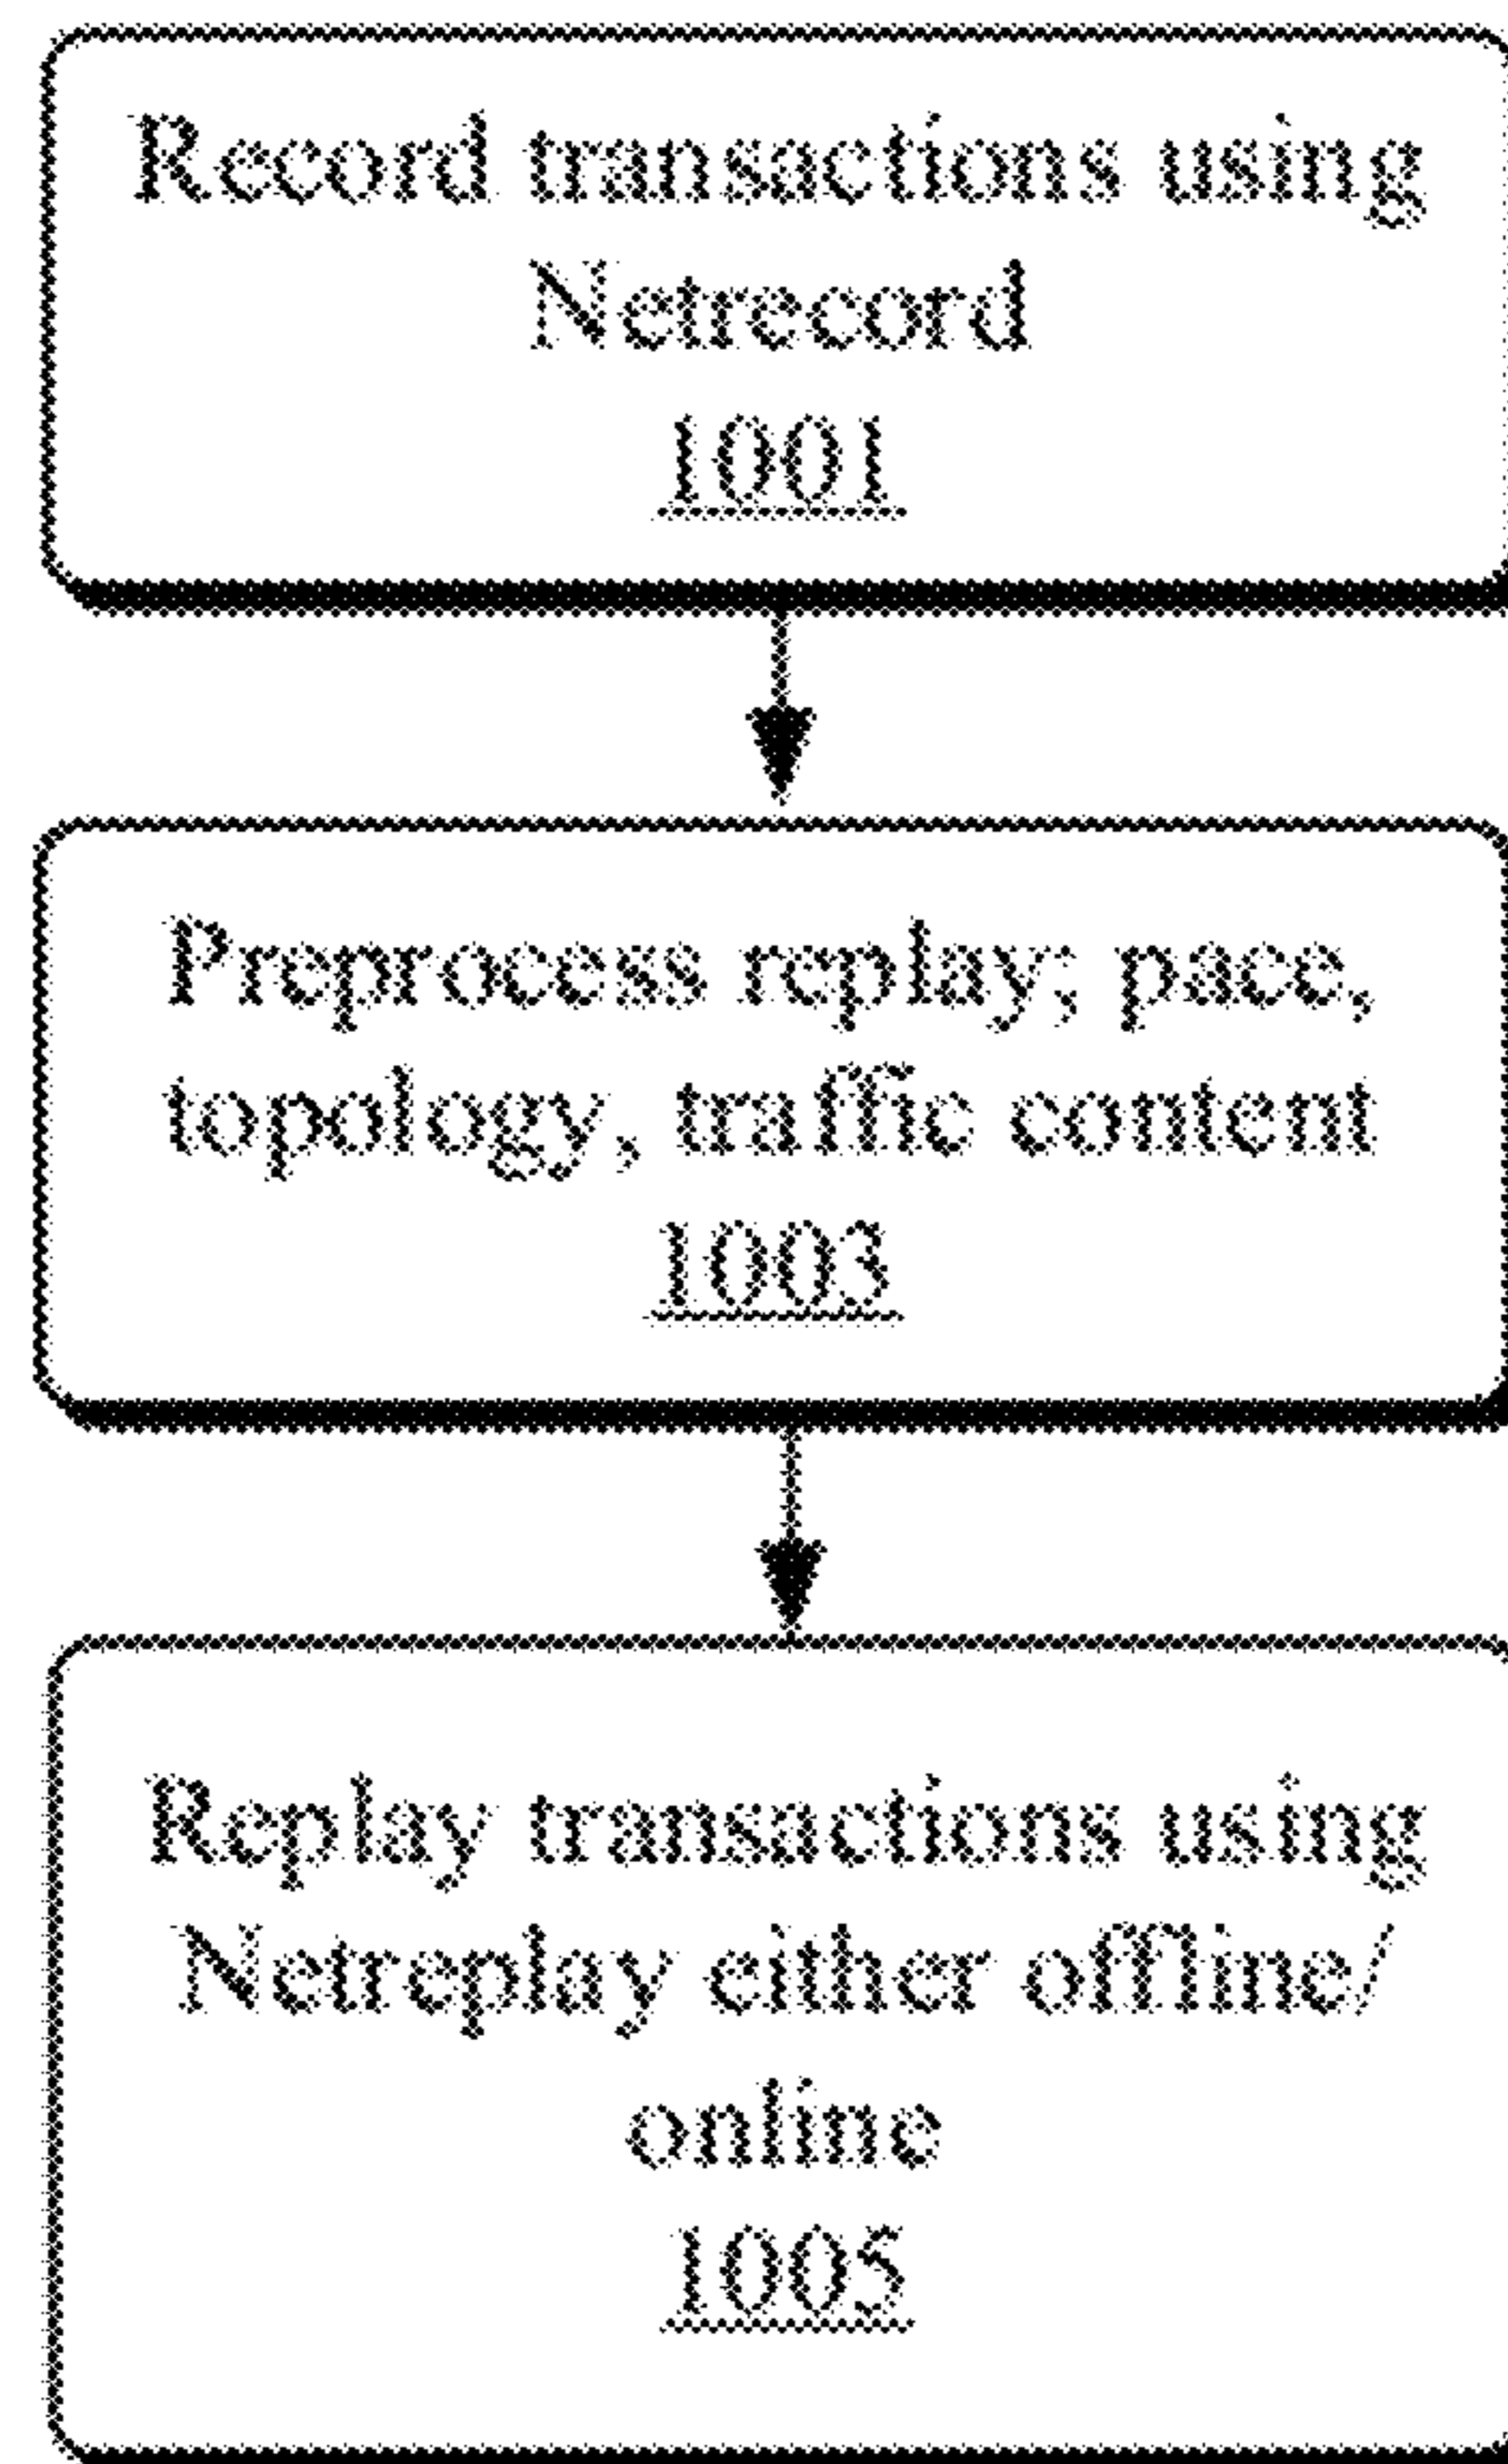 Record transactions using
Netrecord
1001
Preprocess replay; pace,
topology, traffic content
1003
Replay transactions using
Netreplay either offline/
online
1005